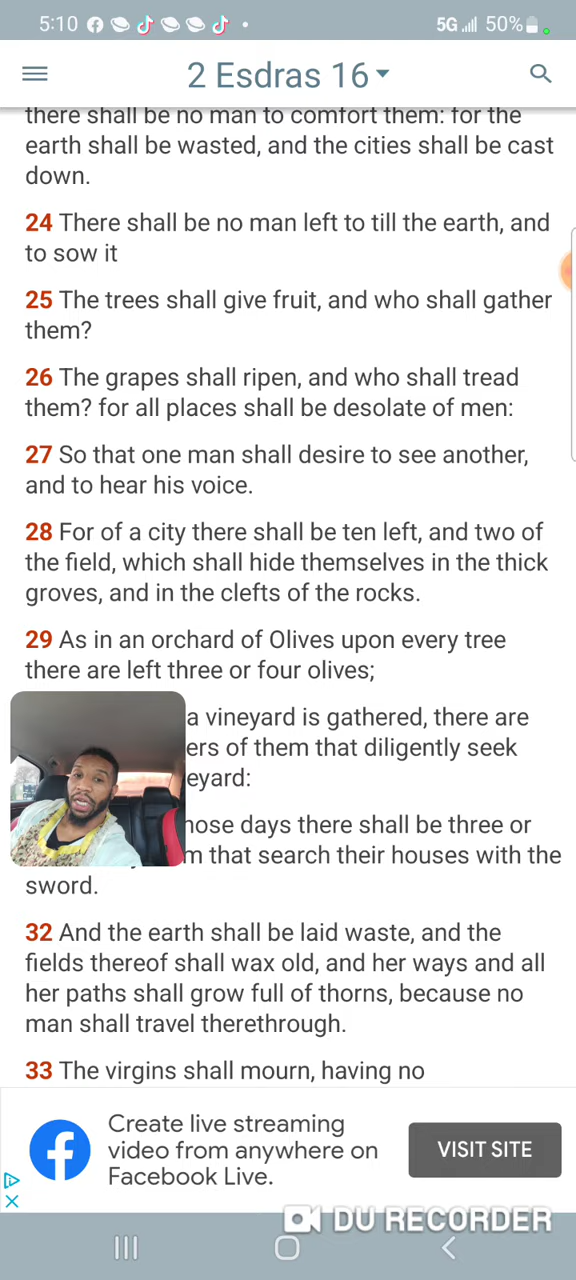 5:10
5G 50%
2 Esdras 16
there shall be no man to comfort them: for the
earth shall be wasted, and the cities shall be cast
down.
24 There shall be no man left to till the earth, and
to sow it
25 The trees shall give fruit, and who shall gather
them?
26 The grapes shall ripen, and who shall tread
them? for all places shall be desolate of men:
27 So that one man shall desire to see another,
and to hear his voice.
28 For of a city there shall be ten left, and two of
the field, which shall hide themselves in the thick
groves, and in the clefts of the rocks.
29 As in an orchard of Olives upon every tree
there are left three or four olives;
a vineyard is gathered, there are
ers of them that diligently seek
eyard:
hose days there shall be three or
m that search their houses with the
sword.
32 And the earth shall be laid waste, and the
fields thereof shall wax old, and her ways and all
her paths shall grow full of thorns, because no
man shall travel therethrough.
33 The virgins shall mourn, having no
Create live streaming
video from anywhere on
Facebook Live.
VISIT SITE
DU RECORDER